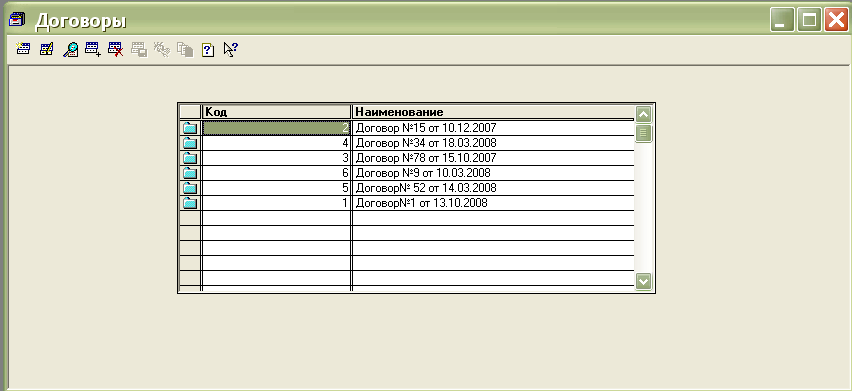 Договоры
Код Наименование
2 Договор №15 от 10.12.2007
4 Договор №34 от 18.03.2008
3 Договор №78 от 15.10.2007
6 Договор №9 от 10.03.2008
5 Договор№ 52 от 14.03.2008
1 Договор№1 от 13.10.2008